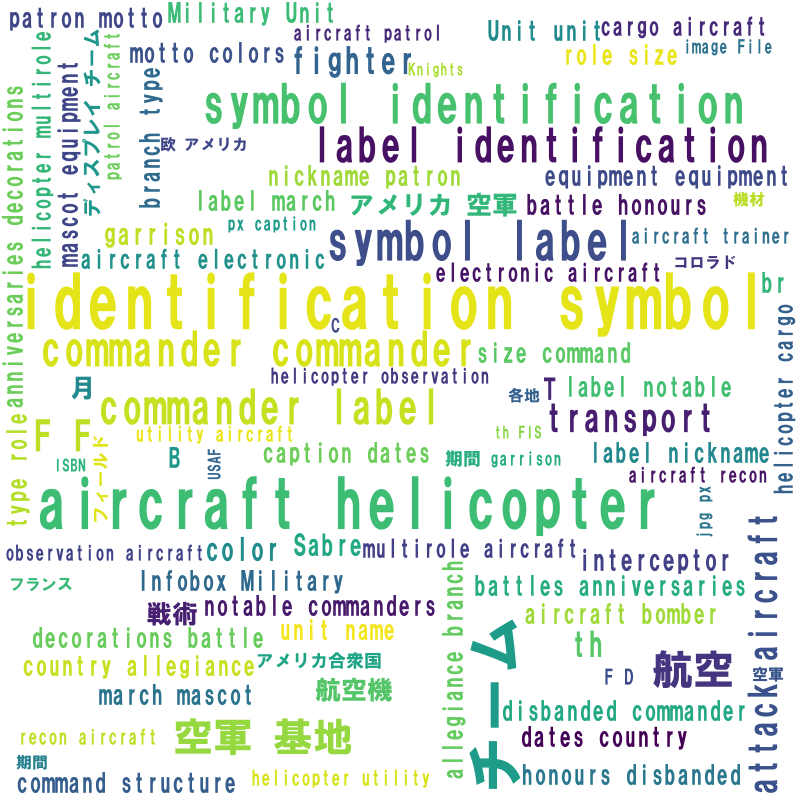 patron motto
Military Unit
aircraft patrol
Unit unit
cargo aircraft
image File
motto colors
fighter
Knights
role size
helicopter multirole
mascot equipment
ディスプレイ チーム
patrol aircraft
branch type
symbol identification
label identification
欧 アメリカ
nickname patron
equipment equipment
label march
アメリカ 空軍
battle honours
機材
px caption
garrison
symbol label
aircraft trainer
aircraft electronic
electronic aircraft
コロラド
anniversaries decorations
identification symbol
br
C
commander commander
size command
helicopter cargo
helicopter observation
月
commander label
各地
T
label notable
transport
F F
utility aircraft
th FIS
type role
フィールド
ISBN
B
USAF
caption dates
期間 garrison
label nickname
aircraft recon
aircraft helicopter
jpg px
observation aircraft
color
Sabre
multirole aircraft
interceptor
attack aircraft
フランス
Infobox Military
allegiance branch
battles anniversaries
戦術
notable commanders
aircraft bomber
decorations battle
unit name
チーム
th
country allegiance
アメリカ合衆国
F D
航空
空軍
march mascot
航空機
disbanded commander
recon aircraft
空軍 基地
dates country
期間
command structure
helicopter utility
honours disbanded